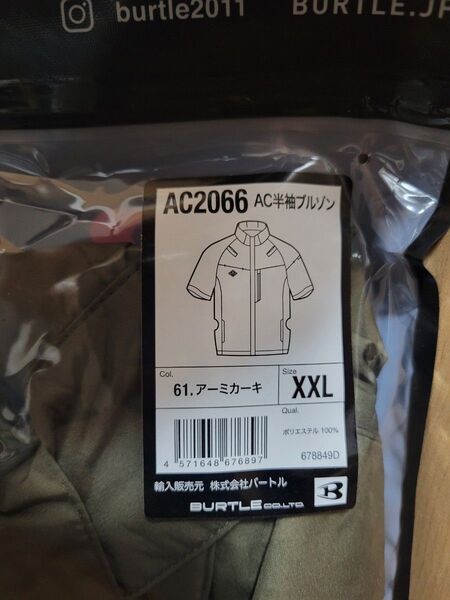 burtle2011
BURTLE.JP
AC2066 AC半袖ブルゾン
Col.
61.アーミカーキ
Size
XXL
Qual.
ポリエステル 100%
4 571648 676897
678849D
輸入販売元 株式会社バートル
BURTLE CO.LTD.
B